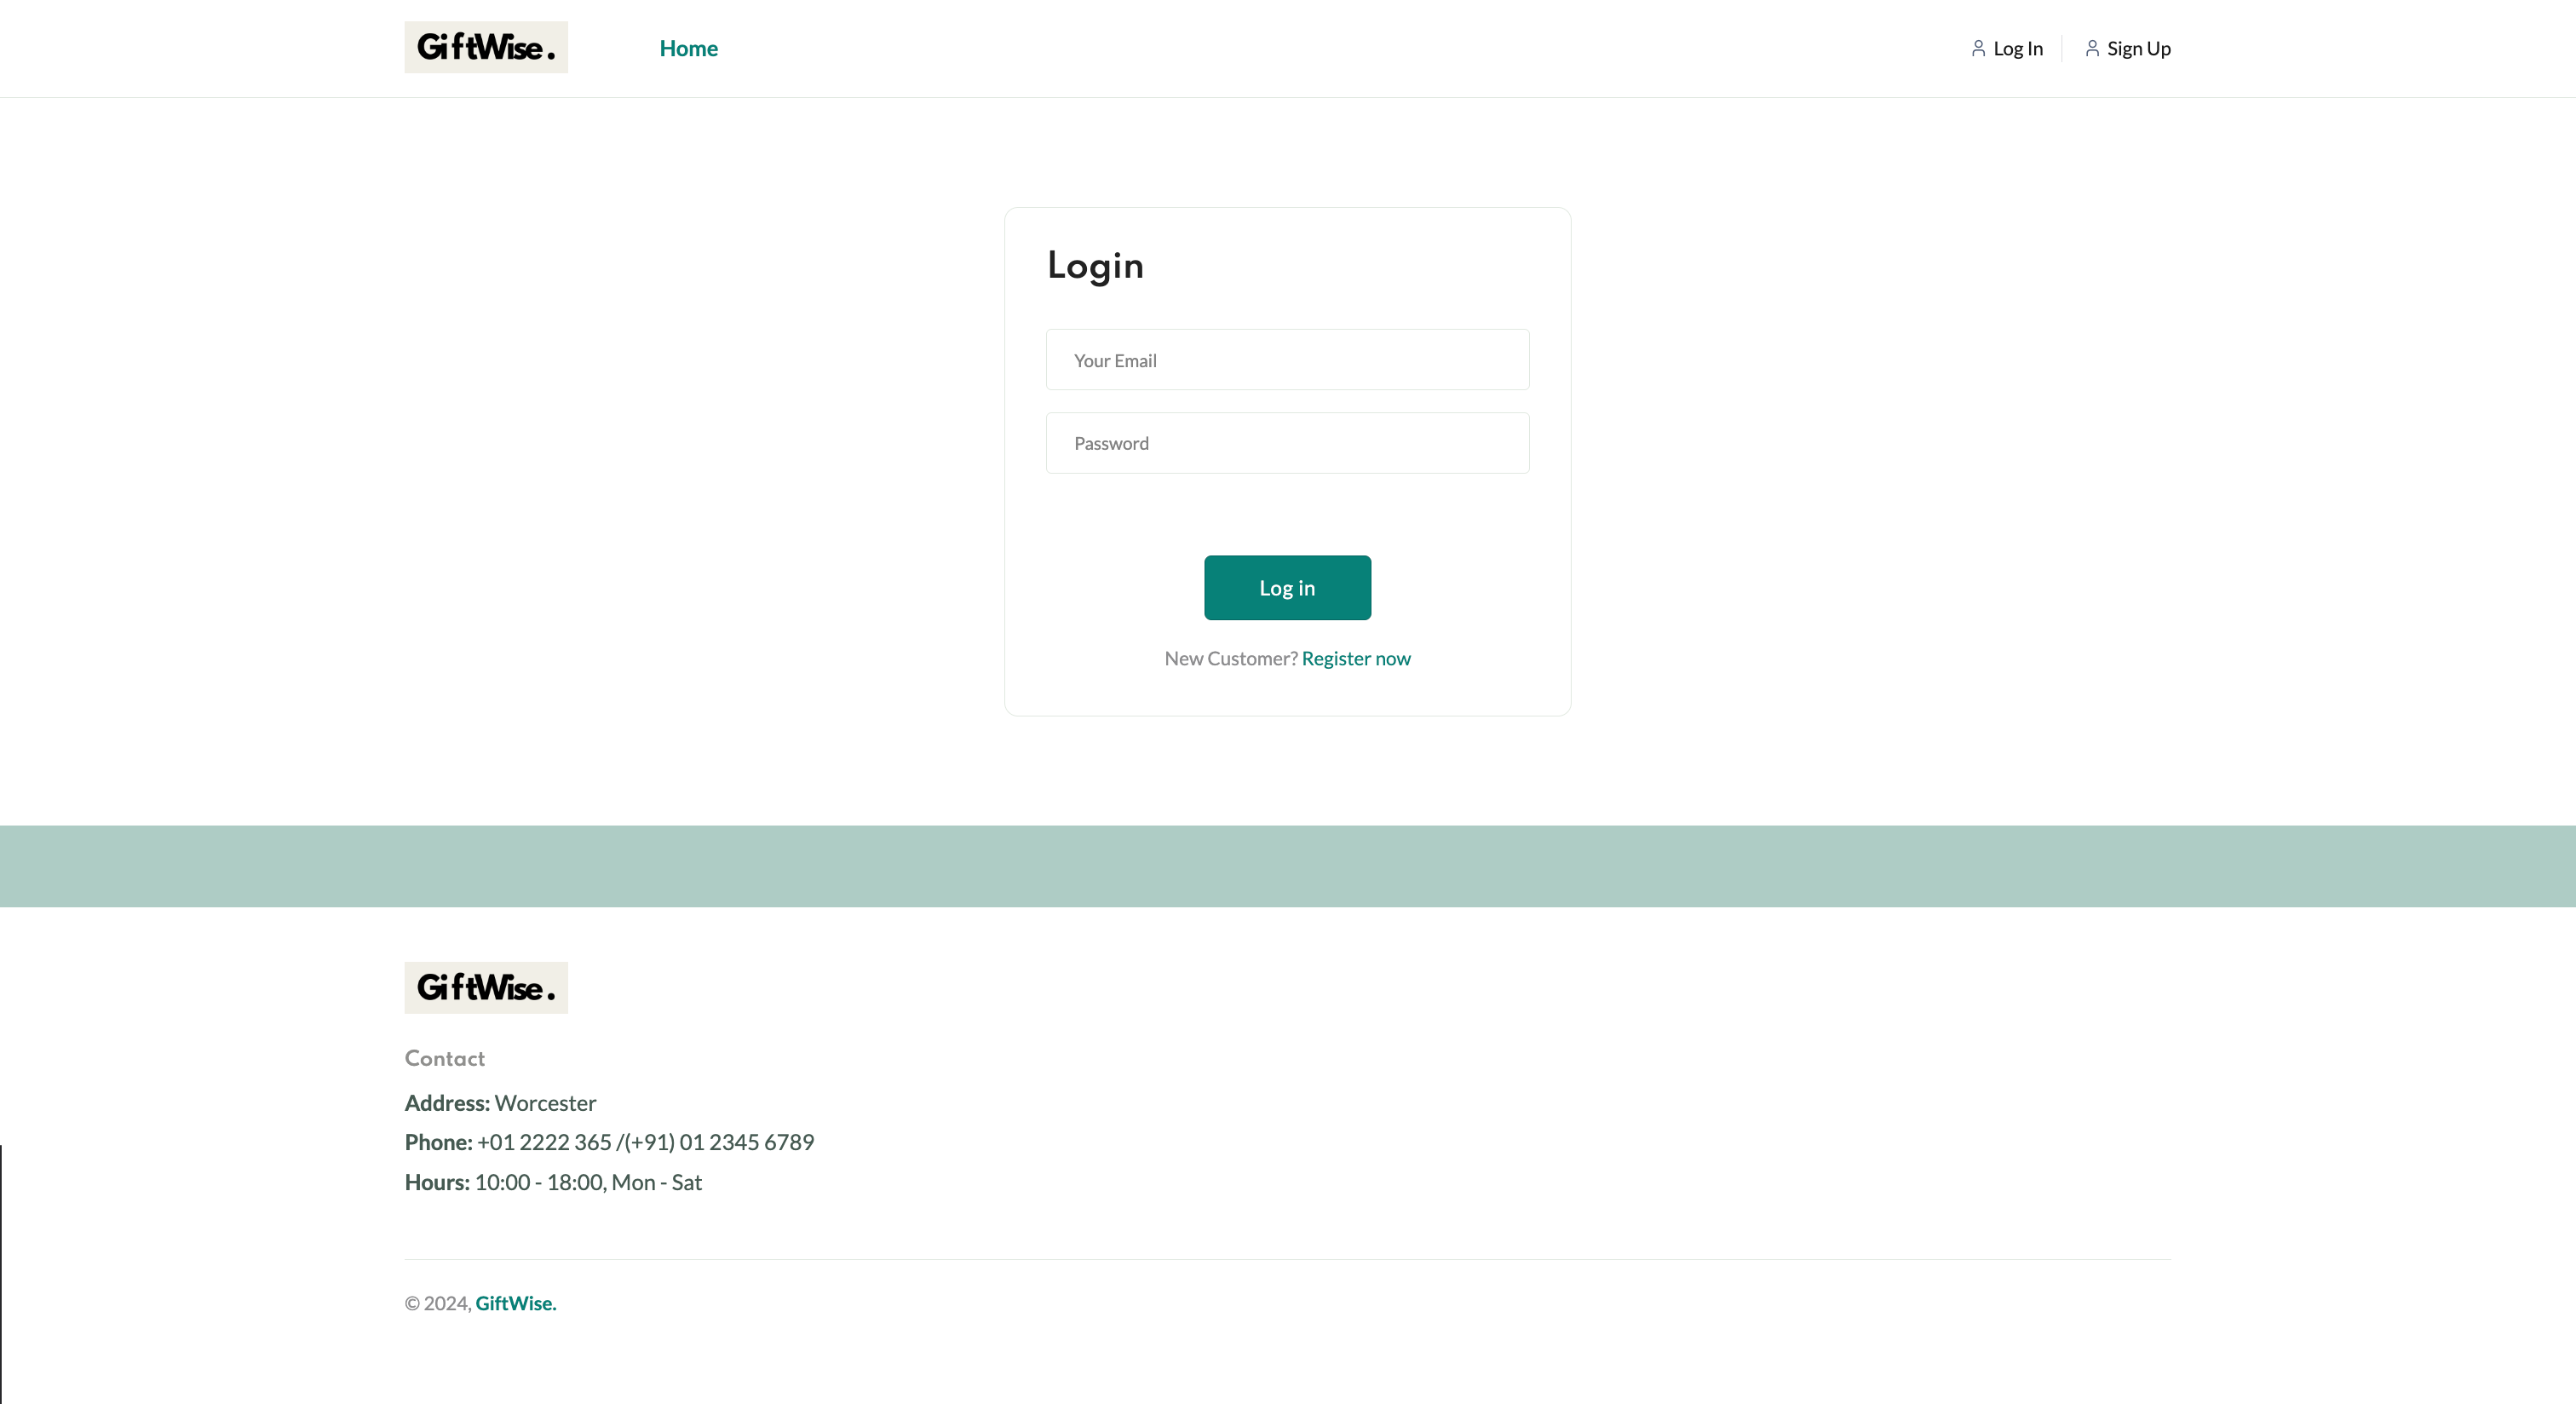 GiftWise. Home Log In Sign Up
Login
Your Email
Password
Log in
New Customer? Register now
GiftWise.
Contact
Address: Worcester
Phone: +01 2222 365 /(+91) 01 2345 6789
Hours: 10:00 - 18:00, Mon - Sat
© 2024, GiftWise.